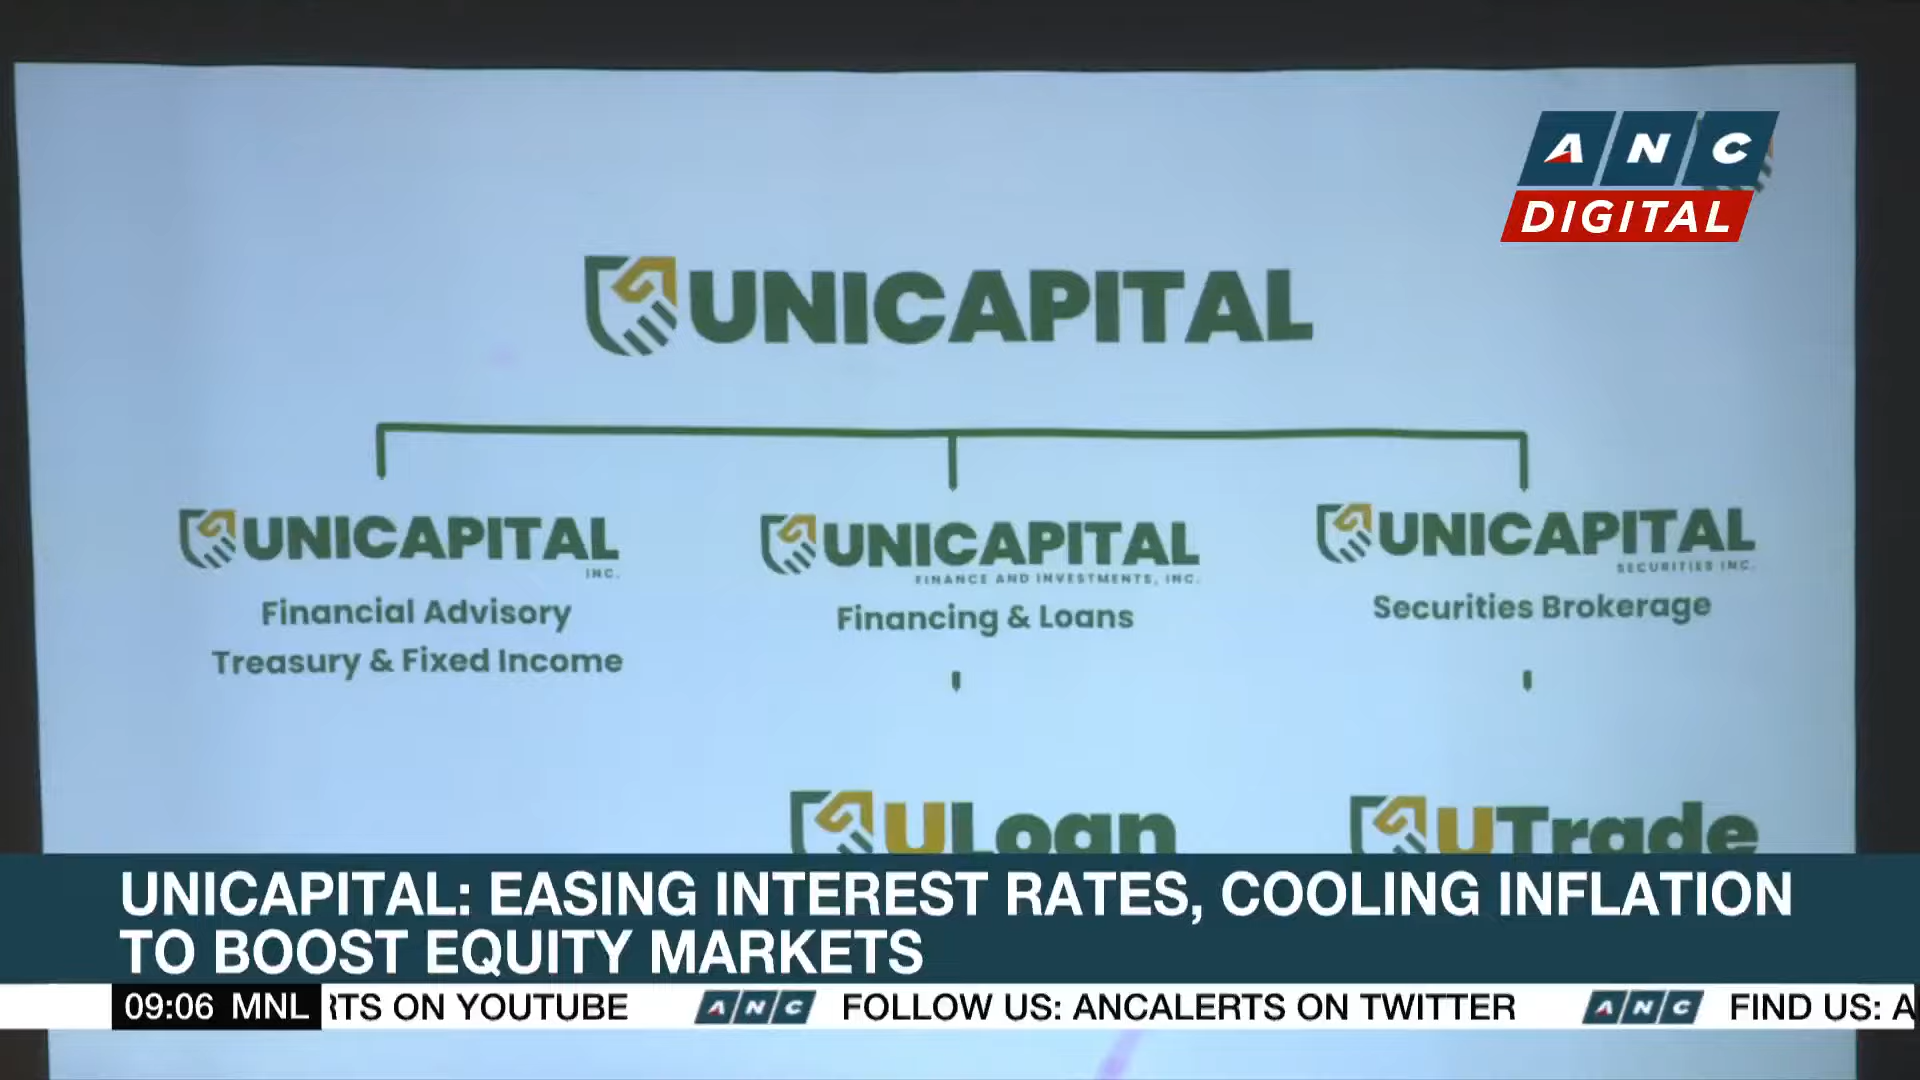 ANC
DIGITAL
UNICAPITAL
UNICAPITAL
INC.
Financial Advisory
Treasury & Fixed Income
UNICAPITAL
FINANCE AND INVESTMENTS, INC.
Financing & Loans
UNICAPITAL
SECURITIES INC.
Securities Brokerage
ULoan
UTrade
UNICAPITAL: EASING INTEREST RATES, COOLING INFLATION
TO BOOST EQUITY MARKETS
09:06 MNL RTS ON YOUTUBE ANC FOLLOW US: ANCALERTS ON TWITTER ANC FIND US: A